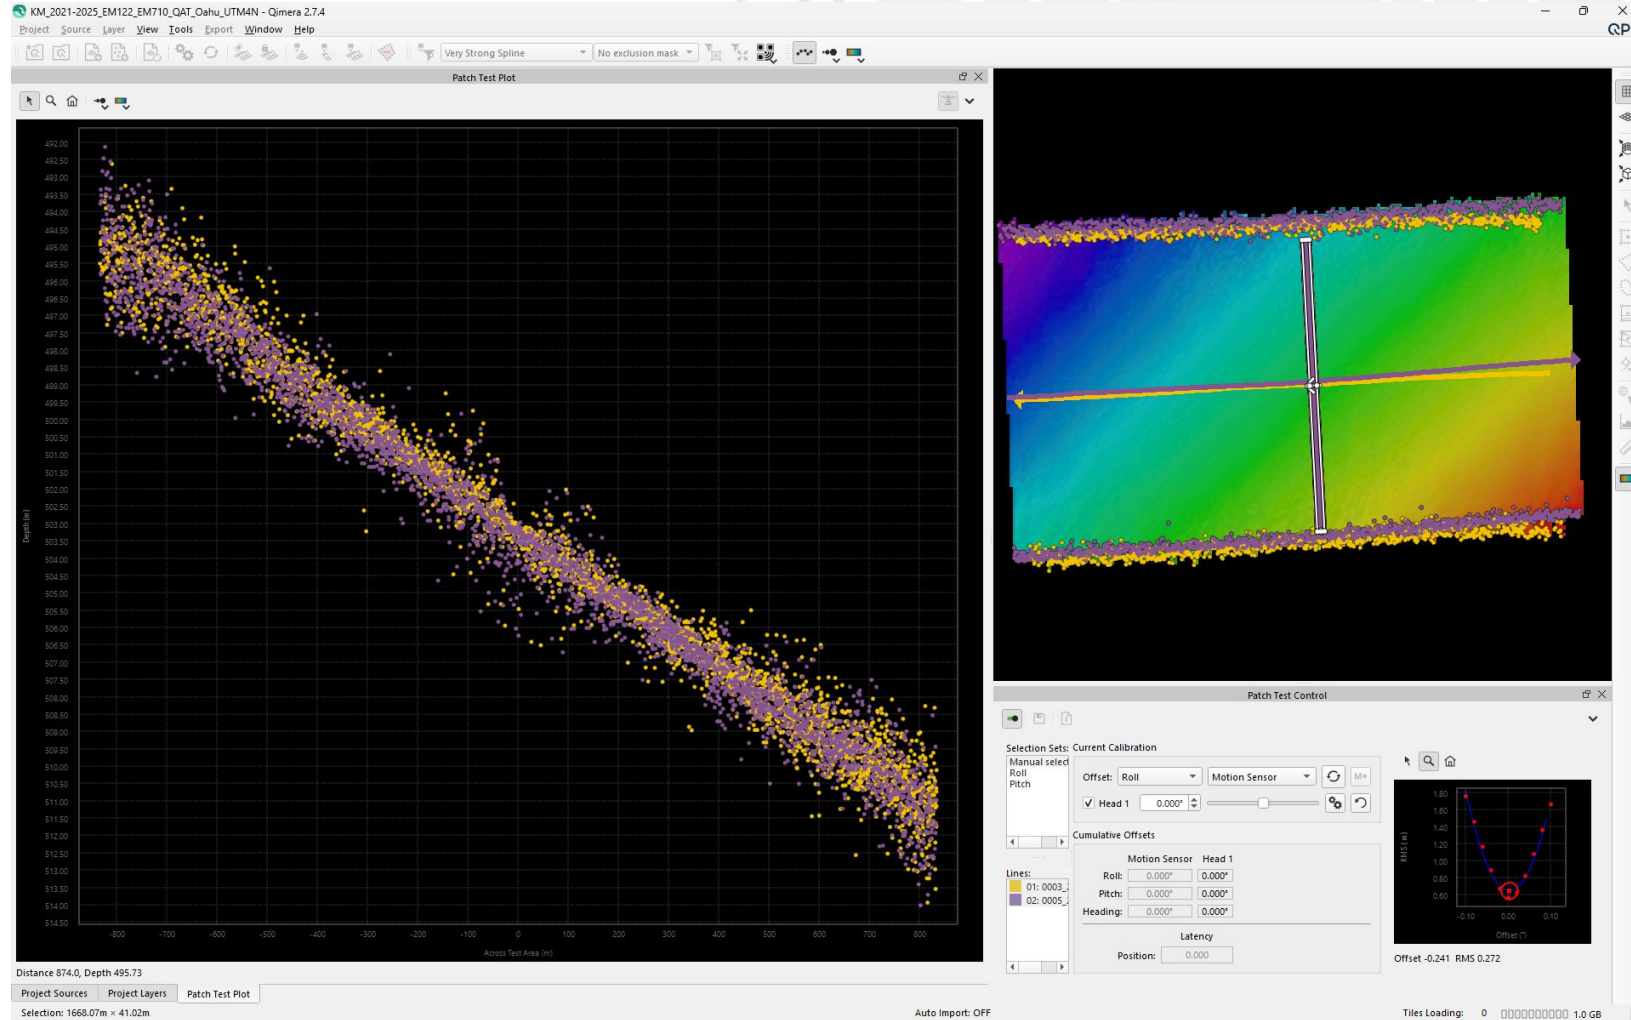 KM_2021-2025_EM122_EM710_QAT_Oahu_UTM4N - Qimera 2.7.4
Project Source Layer View Tools Export Window Help
QP
Very Strong Spline
No exclusion mask
Patch Test Plot
492.00
492.50
493.00
493.50
494.00
494.50
495.00
495.50
496.00
496.50
497.00
497.50
498.00
498.50
499.00
499.50
500.00
500.50
501.00
501.50
502.00
502.50
503.00
503.50
504.00
504.50
505.00
505.50
506.00
506.50
507.00
507.50
508.00
508.50
509.00
509.50
510.00
510.50
511.00
511.50
512.00
512.50
513.00
513.50
514.00
514.50
Depth (m)
-800 -700 -600 -500 -400 -300 -200 -100 0 100 200 300 400 500 600 700 800
Across Test Area (m)
Distance 874.0, Depth 495.73
Project Sources Project Layers Patch Test Plot
Selection: 1668.07m × 41.02m
Auto Import: OFF
Patch Test Control
Selection Sets:
Manual select
Roll
Pitch
Current Calibration
Offset: Roll Motion Sensor M+
Head 1 0.000°
Cumulative Offsets
Motion Sensor Head 1
Roll: 0.000° 0.000°
Pitch: 0.000° 0.000°
Heading: 0.000° 0.000°
Latency
Position: 0.000
Lines:
01: 0003_
02: 0005_
1.80
1.60
1.40
1.20
1.00
0.80
0.60
RMS (m)
-0.10 0.00 0.10
Offset (°)
Offset -0.241 RMS 0.272
Tiles Loading: 0 1.0 GB